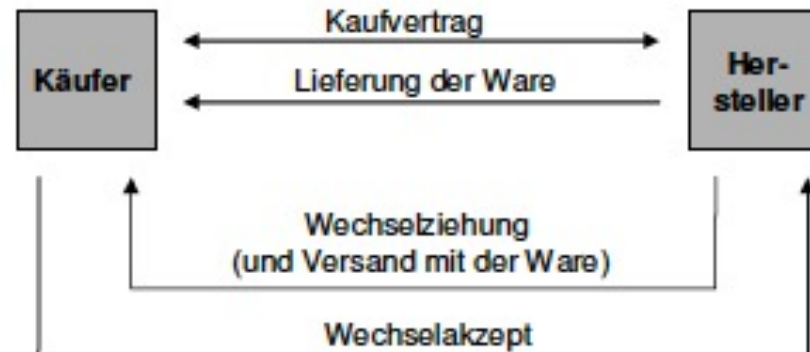 Kaufvertrag
Käufer
Lieferung der Ware
Her-
steller
Wechselziehung
(und Versand mit der Ware)
Wechselakzept